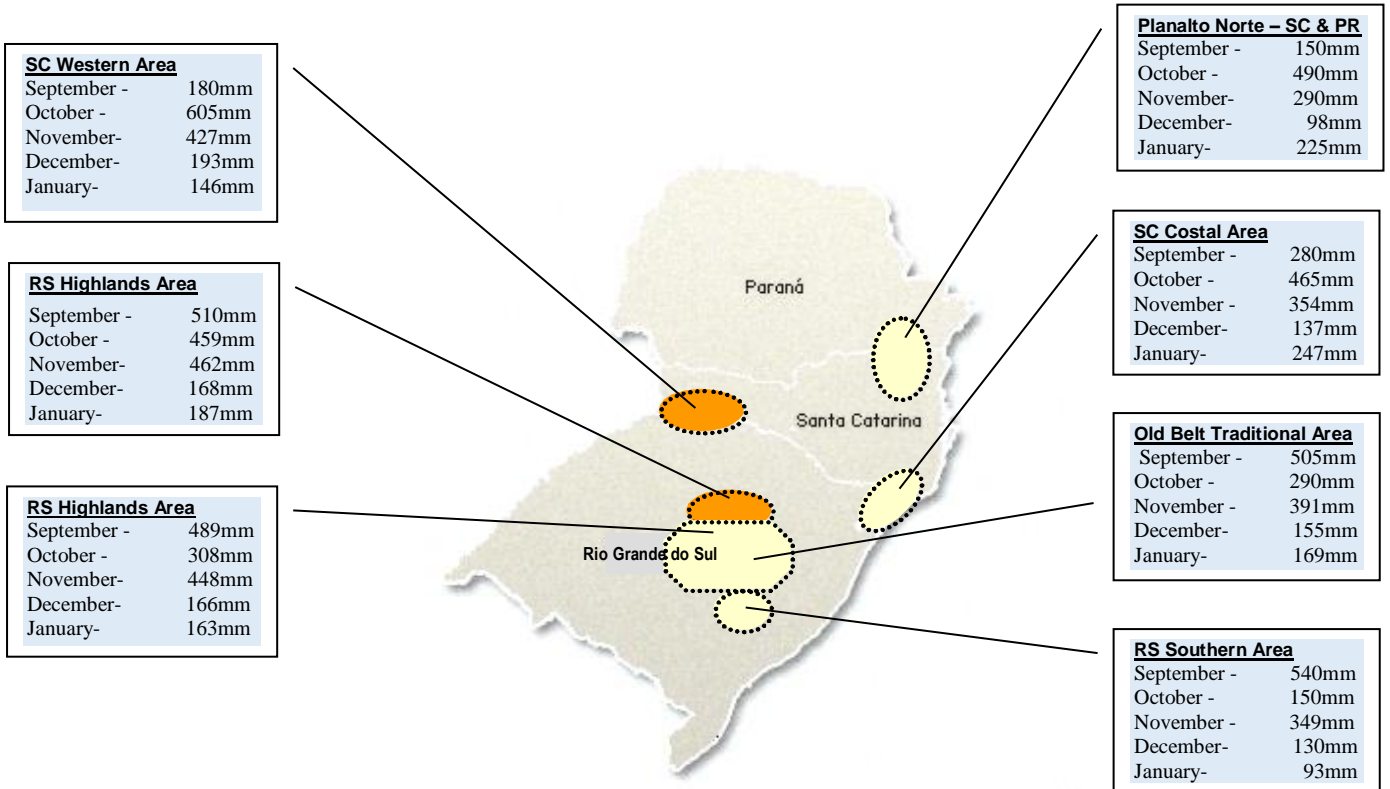 SC Western Area
September - 180mm
October - 605mm
November- 427mm
December- 193mm
January- 146mm
RS Highlands Area
September - 510mm
October - 459mm
November- 462mm
December- 168mm
January- 187mm
RS Highlands Area
September - 489mm
October - 308mm
November- 448mm
December- 166mm
January- 163mm
Paraná
Santa Catarina
Rio Grande do Sul
Planalto Norte – SC & PR
September - 150mm
October - 490mm
November- 290mm
December- 98mm
January- 225mm
SC Costal Area
September - 280mm
October - 465mm
November - 354mm
December- 137mm
January- 247mm
Old Belt Traditional Area
September - 505mm
October - 290mm
November - 391mm
December- 155mm
January- 169mm
RS Southern Area
September - 540mm
October - 150mm
November - 349mm
December- 130mm
January- 93mm